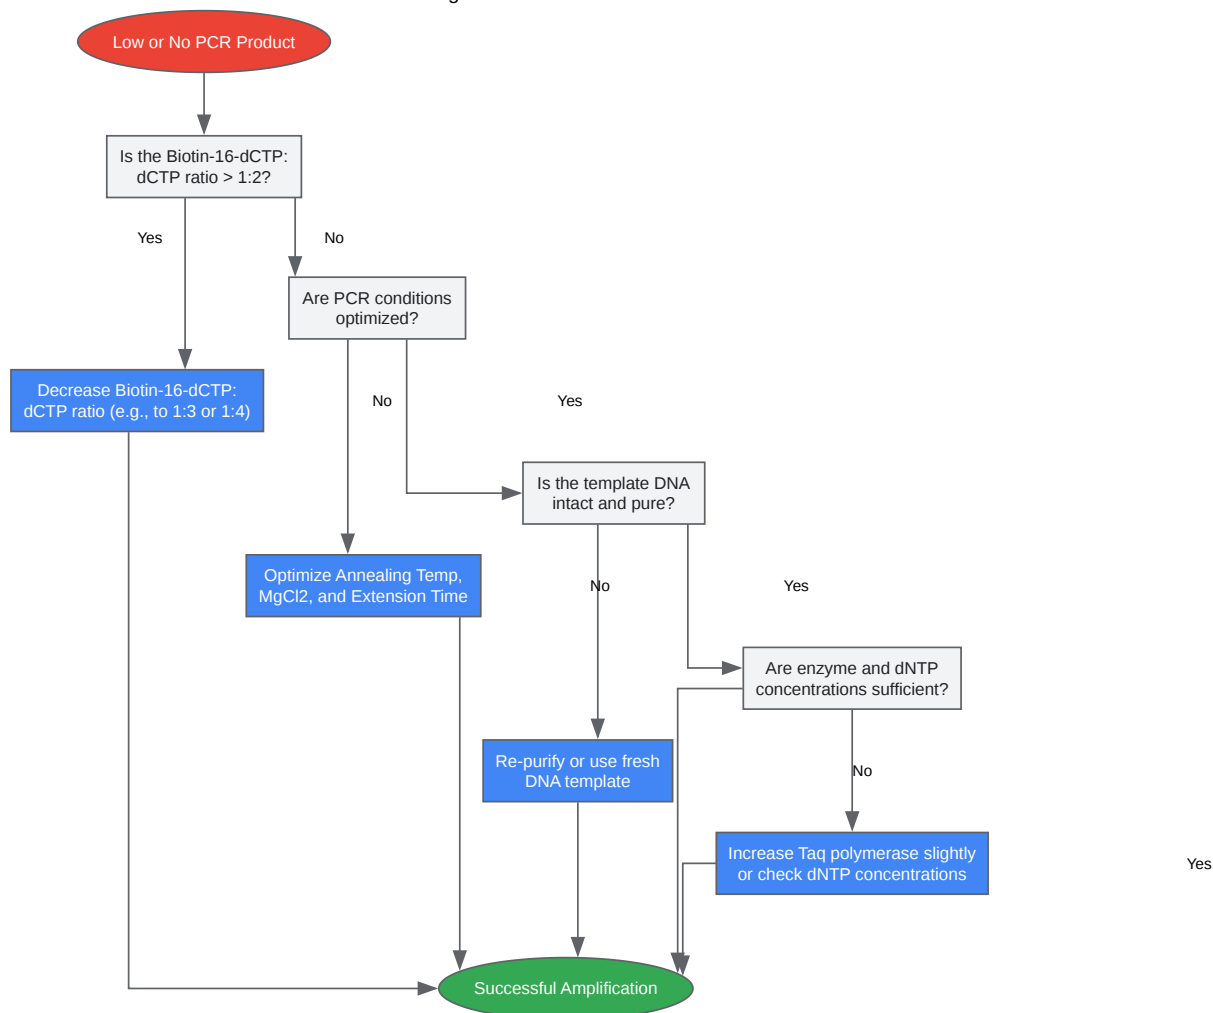 Low or No PCR Product
Is the Biotin-16-dCTP:
dCTP ratio > 1:2?
Yes
No
Are PCR conditions
optimized?
Decrease Biotin-16-dCTP:
dCTP ratio (e.g., to 1:3 or 1:4)
No
Yes
Is the template DNA
intact and pure?
Optimize Annealing Temp,
MgCl2, and Extension Time
No
Yes
Are enzyme and dNTP
concentrations sufficient?
Re-purify or use fresh
DNA template
No
Increase Taq polymerase slightly
or check dNTP concentrations
Yes
Successful Amplification